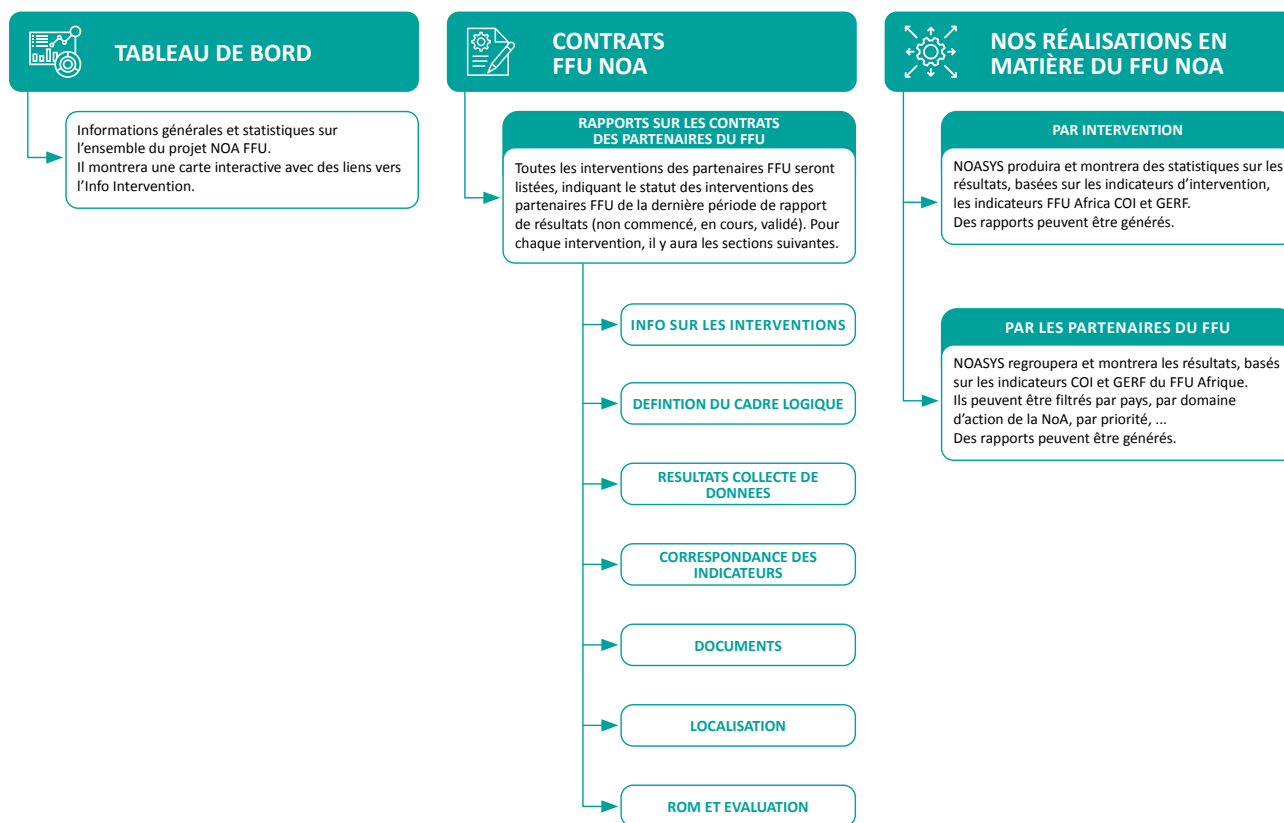 TABLEAU DE BORD
Informations générales et statistiques sur
l'ensemble du projet NOA FFU.
Il montrera une carte interactive avec des liens vers
l'Info Intervention.
CONTRATS
FFU NOA
RAPPORTS SUR LES CONTRATS
DES PARTENAIRES DU FFU
Toutes les interventions des partenaires FFU seront
listées, indiquant le statut des interventions des
partenaires FFU de la dernière période de rapport
de résultats (non commencé, en cours, validé). Pour
chaque intervention, il y aura les sections suivantes.
INFO SUR LES INTERVENTIONS
DEFINTION DU CADRE LOGIQUE
RESULTATS COLLECTE DE
DONNEES
CORRESPONDANCE DES
INDICATEURS
DOCUMENTS
LOCALISATION
ROM ET EVALUATION
NOS RÉALISATIONS EN
MATIÈRE DU FFU NOA
PAR INTERVENTION
NOASYS produira et montrera des statistiques sur les
résultats, basées sur les indicateurs d'intervention,
les indicateurs FFU Africa COI et GERF.
Des rapports peuvent être générés.
PAR LES PARTENAIRES DU FFU
NOASYS regroupera et montrera les résultats, basés
sur les indicateurs COI et GERF du FFU Afrique.
Ils peuvent être filtrés par pays, par domaine
d'action de la NoA, par priorité, ...
Des rapports peuvent être générés.